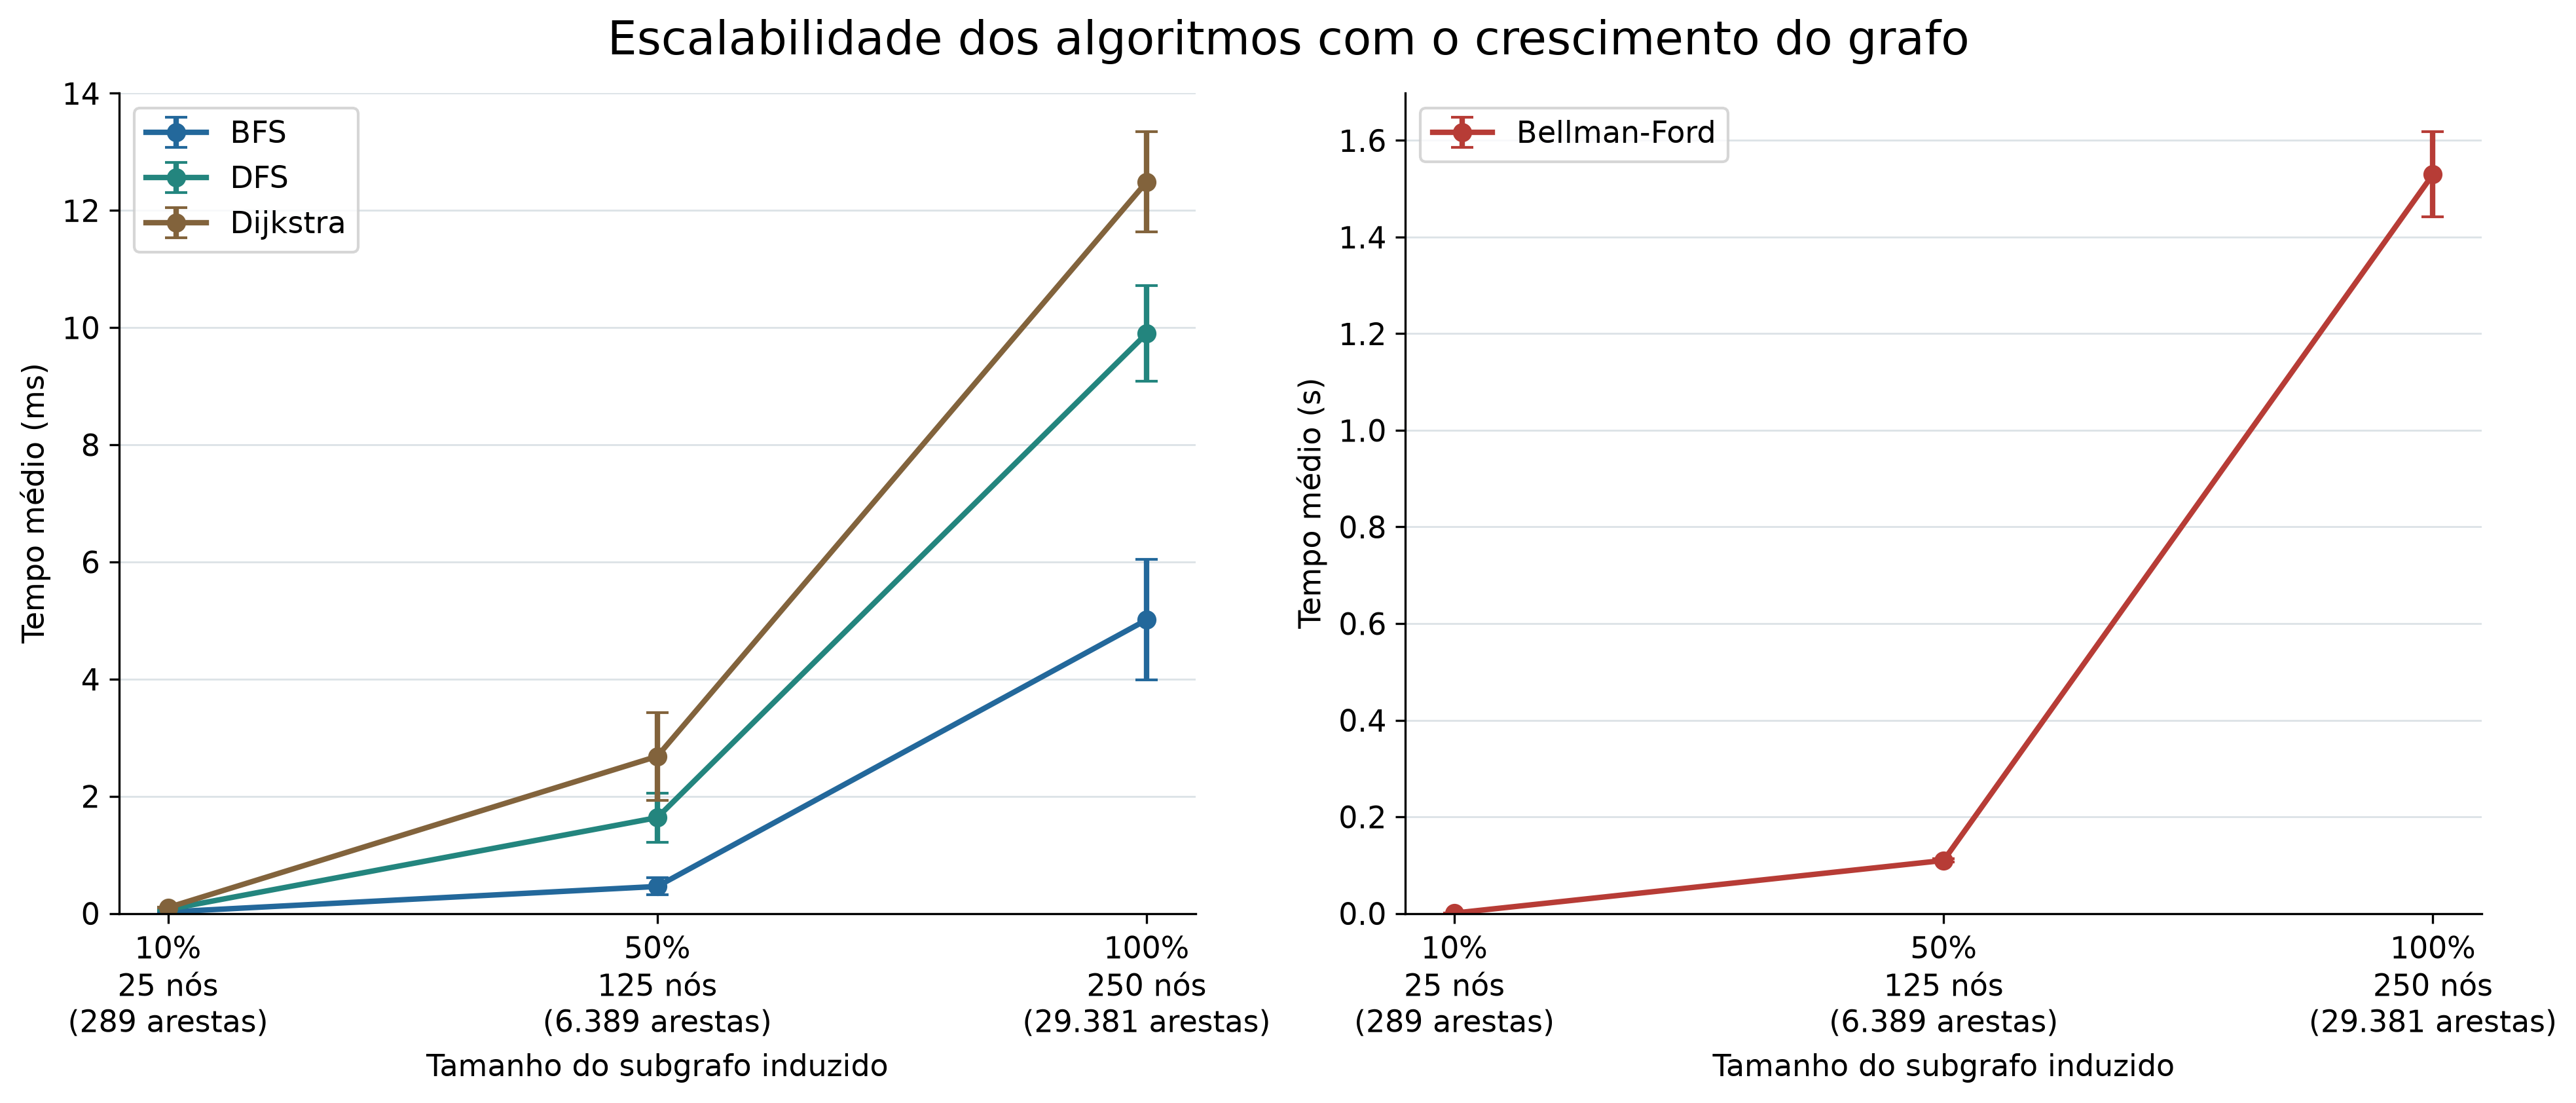 Escalabilidade dos algoritmos com o crescimento do grafo
Tempo médio (ms)
14
12
10
8
6
4
2
0
BFS
DFS
Dijkstra
10%
25 nós
(289 arestas)
50%
125 nós
(6.389 arestas)
100%
250 nós
(29.381 arestas)
Tamanho do subgrafo induzido
Tempo médio (s)
1.6
1.4
1.2
1.0
0.8
0.6
0.4
0.2
0.0
Bellman-Ford
10%
25 nós
(289 arestas)
50%
125 nós
(6.389 arestas)
100%
250 nós
(29.381 arestas)
Tamanho do subgrafo induzido